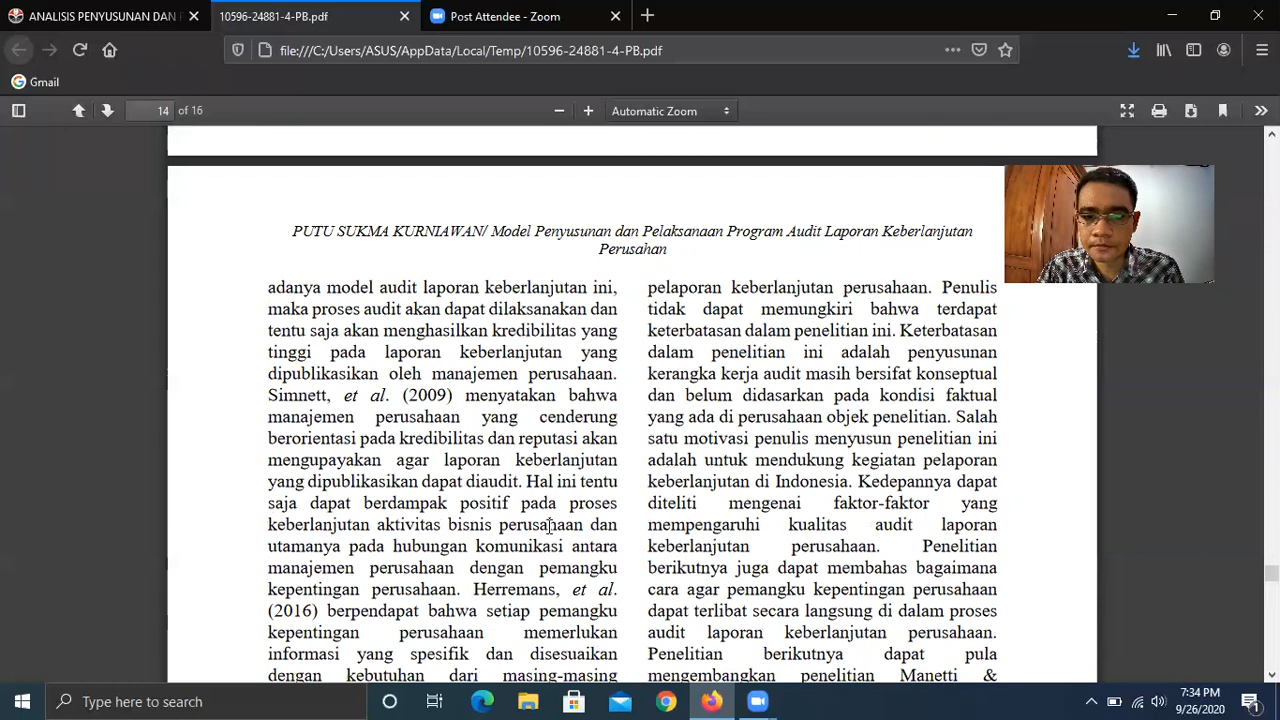 ANALISIS PENYUSUNAN DAN
10596-24881-4-PB.pdf
Post Attendee - Zoom
file:///C:/Users/ASUS/AppData/Local/Temp/10596-24881-4-PB.pdf
Gmail
14 of 16
Automatic Zoom
PUTU SUKMA KURNIAWAN/ Model Penyusunan dan Pelaksanaan Program Audit Laporan Keberlanjutan
Perusahan
adanya model audit laporan keberlanjutan ini,
maka proses audit akan dapat dilaksanakan dan
tentu saja akan menghasilkan kredibilitas yang
tinggi pada laporan keberlanjutan yang
dipublikasikan oleh manajemen perusahaan.
Simnett, et al. (2009) menyatakan bahwa
manajemen perusahaan yang cenderung
berorientasi pada kredibilitas dan reputasi akan
mengupayakan agar laporan keberlanjutan
yang dipublikasikan dapat diaudit. Hal ini tentu
saja dapat berdampak positif pada proses
keberlanjutan aktivitas bisnis perusahaan dan
utamanya pada hubungan komunikasi antara
manajemen perusahaan dengan pemangku
kepentingan perusahaan. Herremans, et al.
(2016) berpendapat bahwa setiap pemangku
kepentingan perusahaan memerlukan
informasi yang spesifik dan disesuaikan
dengan kebutuhan dari masing-masing
pelaporan keberlanjutan perusahaan. Penulis
tidak dapat memungkiri bahwa terdapat
keterbatasan dalam penelitian ini. Keterbatasan
dalam penelitian ini adalah penyusunan
kerangka kerja audit masih bersifat konseptual
dan belum didasarkan pada kondisi faktual
yang ada di perusahaan objek penelitian. Salah
satu motivasi penulis menyusun penelitian ini
adalah untuk mendukung kegiatan pelaporan
keberlanjutan di Indonesia. Kedepannya dapat
diteliti mengenai faktor-faktor yang
mempengaruhi kualitas audit laporan
keberlanjutan perusahaan. Penelitian
berikutnya juga dapat membahas bagaimana
cara agar pemangku kepentingan perusahaan
dapat terlibat secara langsung di dalam proses
audit laporan keberlanjutan perusahaan.
Penelitian berikutnya dapat pula
mengembangkan penelitian Manetti &
Type here to search
7:34 PM
9/26/2020